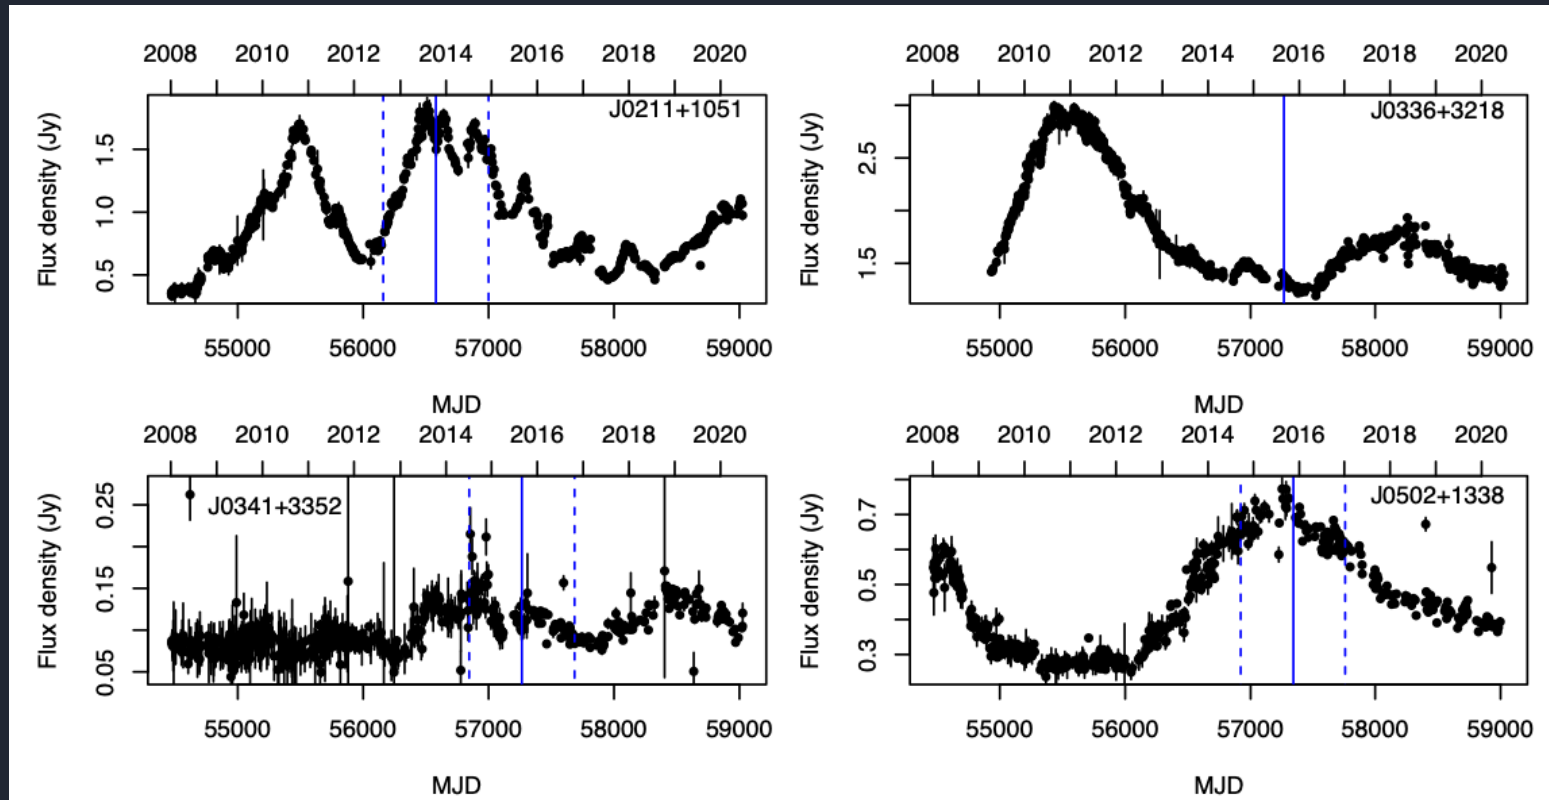 2008 2010 2012 2014 2016 2018 2020
J0211+1051
Flux density (Jy)
0.5 1.0 1.5
55000 56000 57000 58000 59000
MJD
2008 2010 2012 2014 2016 2018 2020
J0336+3218
Flux density (Jy)
1.5 2.5
55000 56000 57000 58000 59000
MJD
2008 2010 2012 2014 2016 2018 2020
J0341+3352
Flux density (Jy)
0.05 0.15 0.25
55000 56000 57000 58000 59000
MJD
2008 2010 2012 2014 2016 2018 2020
J0502+1338
Flux density (Jy)
0.3 0.5 0.7
55000 56000 57000 58000 59000
MJD